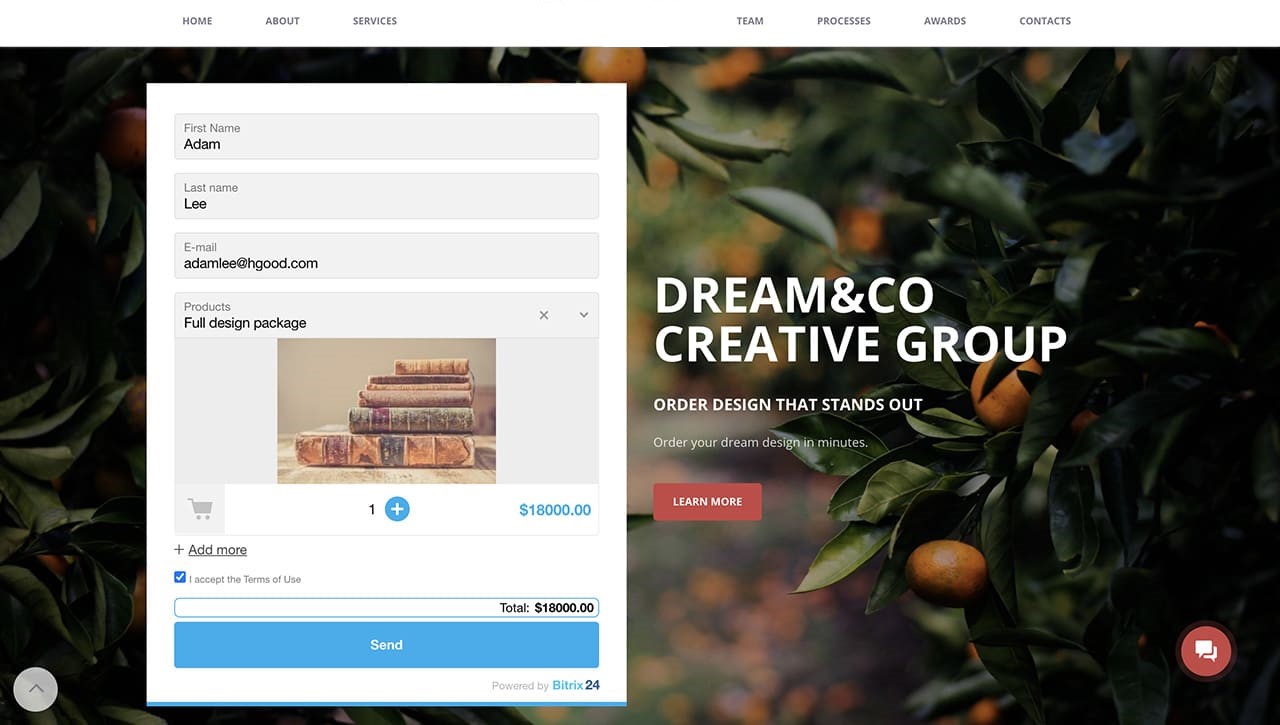 HOME ABOUT SERVICES TEAM PROCESSES AWARDS CONTACTS
First Name
Adam
Last name
Lee
E-mail
adamlee@hgood.com
Products
Full design package
1 $18000.00
+ Add more
I accept the Terms of Use
Total: $18000.00
Send
Powered by Bitrix24
DREAM&CO
CREATIVE GROUP
ORDER DESIGN THAT STANDS OUT
Order your dream design in minutes.
LEARN MORE